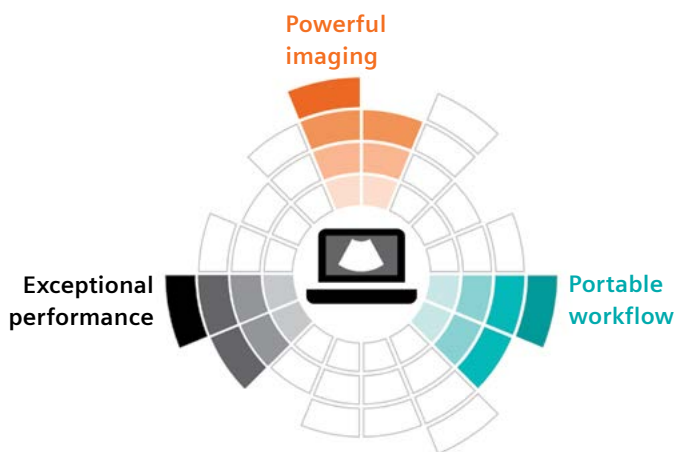 Powerful
imaging
Exceptional
performance
Portable
workflow